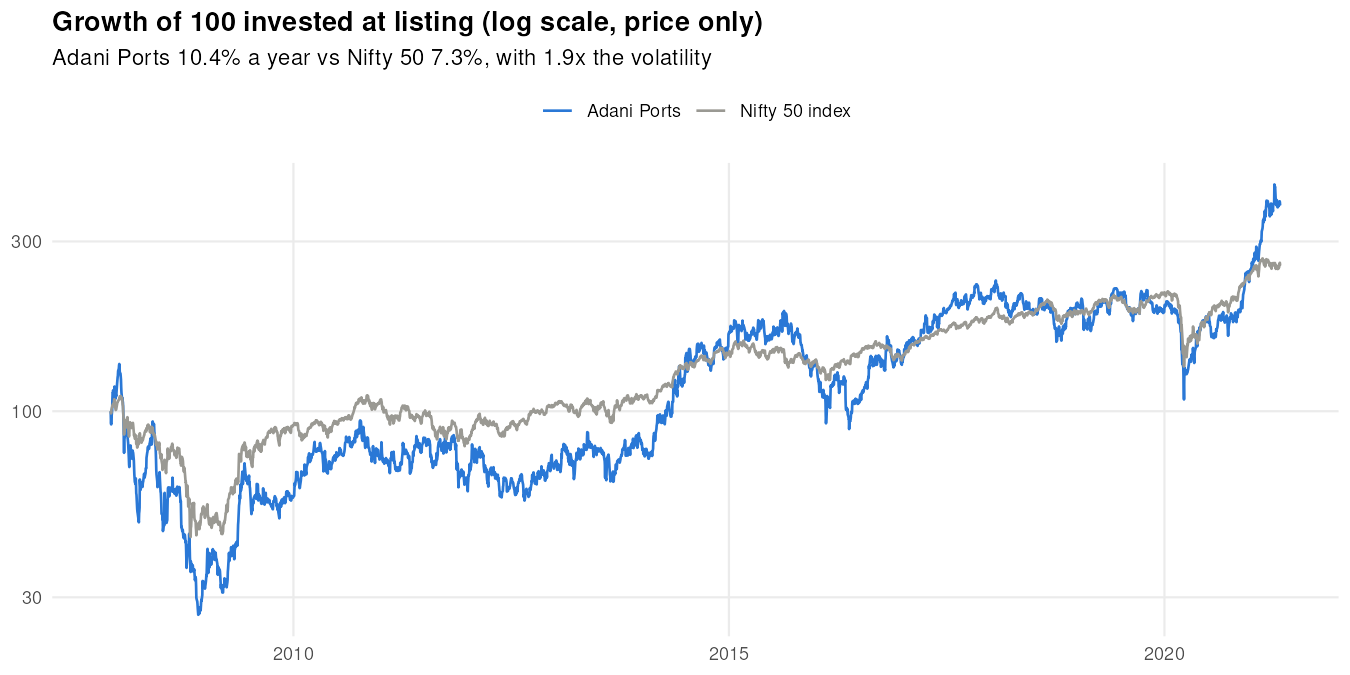 Growth of 100 invested at listing (log scale, price only)
Adani Ports 10.4% a year vs Nifty 50 7.3%, with 1.9x the volatility
Adani Ports Nifty 50 index
300
100
30
2010 2015 2020